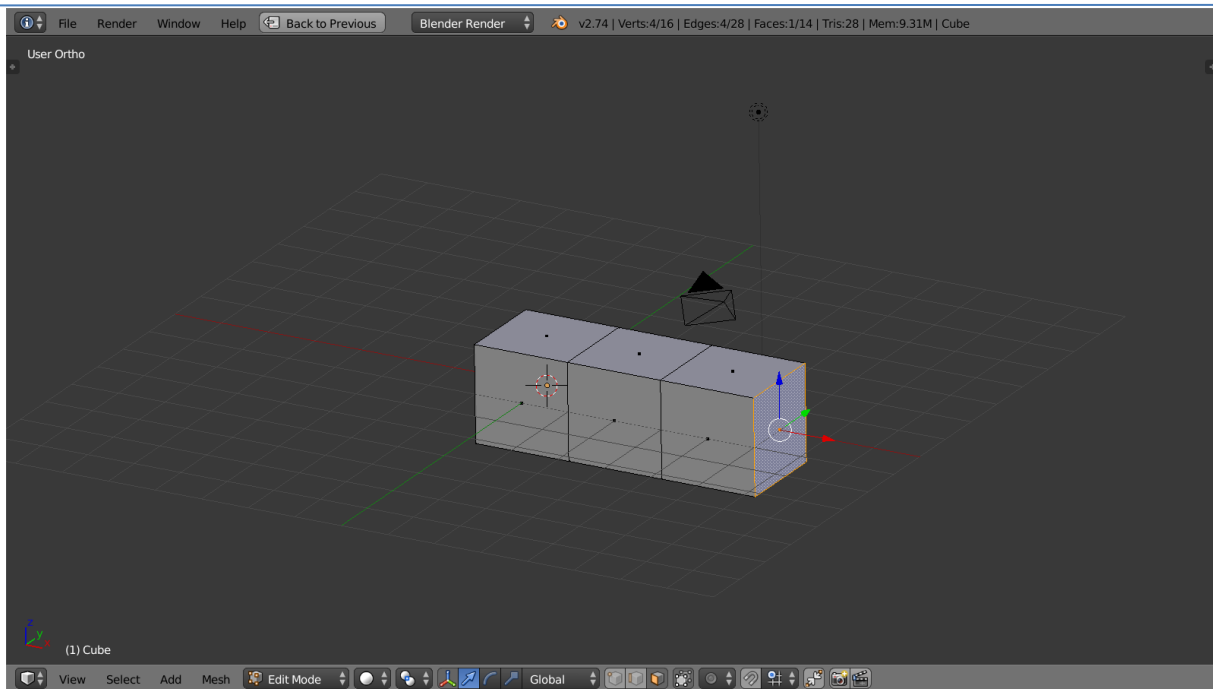 File Render Window Help Back to Previous Blender Render v2.74 | Verts:4/16 | Edges:4/28 | Faces:1/14 | Tris:28 | Mem:9.31M | Cube
User Ortho
z
y
x
(1) Cube
View Select Add Mesh Edit Mode Global